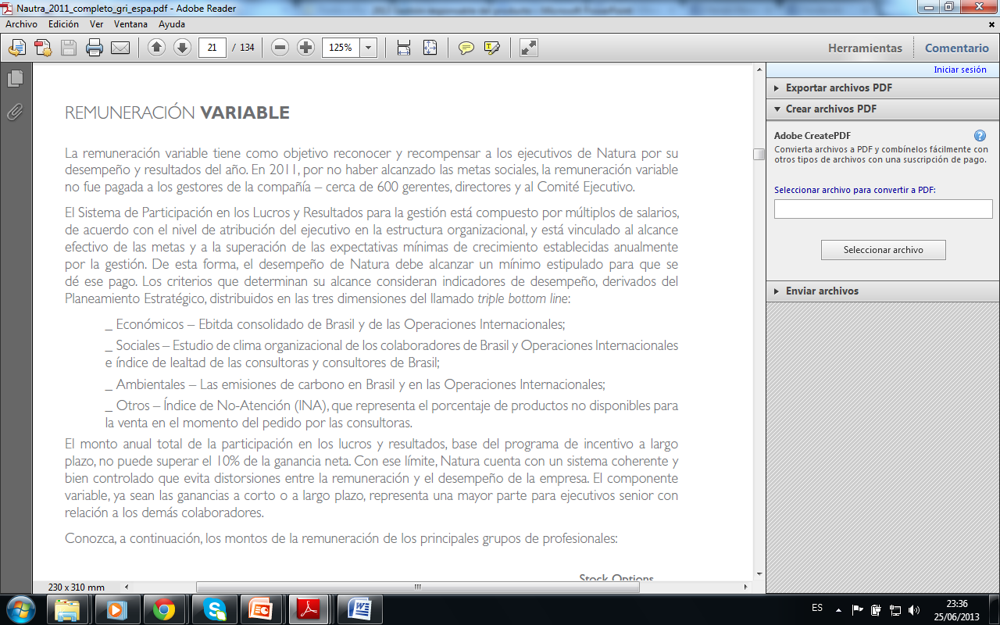 Nautra_2011_completo_gri_espa.pdf - Adobe Reader
Archivo Edición Ver Ventana Ayuda
21 / 134 125% Herramientas Comentario
Iniciar sesión
Exportar archivos PDF
Crear archivos PDF
Adobe CreatePDF
Convierta archivos a PDF y combínelos fácilmente con
otros tipos de archivos con una suscripción de pago.
Seleccionar archivo para convertir a PDF:
Seleccionar archivo
Enviar archivos
REMUNERACIÓN VARIABLE
La remuneración variable tiene como objetivo reconocer y recompensar a los ejecutivos de Natura por su
desempeño y resultados del año. En 2011, por no haber alcanzado las metas sociales, la remuneración variable
no fue pagada a los gestores de la compañía – cerca de 600 gerentes, directores y al Comité Ejecutivo.
El Sistema de Participación en los Lucros y Resultados para la gestión está compuesto por múltiplos de salarios,
de acuerdo con el nivel de atribución del ejecutivo en la estructura organizacional, y está vinculado al alcance
efectivo de las metas y a la superación de las expectativas mínimas de crecimiento establecidas anualmente
por la gestión. De esta forma, el desempeño de Natura debe alcanzar un mínimo estipulado para que se
dé ese pago. Los criterios que determinan su alcance consideran indicadores de desempeño, derivados del
Planeamiento Estratégico, distribuidos en las tres dimensiones del llamado triple bottom line:
_ Económicos – Ebitda consolidado de Brasil y de las Operaciones Internacionales;
_ Sociales – Estudio de clima organizacional de los colaboradores de Brasil y Operaciones Internacionales
e índice de lealtad de las consultoras y consultores de Brasil;
_ Ambientales – Las emisiones de carbono en Brasil y en las Operaciones Internacionales;
_ Otros – Índice de No-Atención (INA), que representa el porcentaje de productos no disponibles para
la venta en el momento del pedido por las consultoras.
El monto anual total de la participación en los lucros y resultados, base del programa de incentivo a largo
plazo, no puede superar el 10% de la ganancia neta. Con ese límite, Natura cuenta con un sistema coherente y
bien controlado que evita distorsiones entre la remuneración y el desempeño de la empresa. El componente
variable, ya sean las ganancias a corto o a largo plazo, representa una mayor parte para ejecutivos senior con
relación a los demás colaboradores.
Conozca, a continuación, los montos de la remuneración de los principales grupos de profesionales:
Stock Options
230 x 310 mm
ES
23:36
25/06/2013